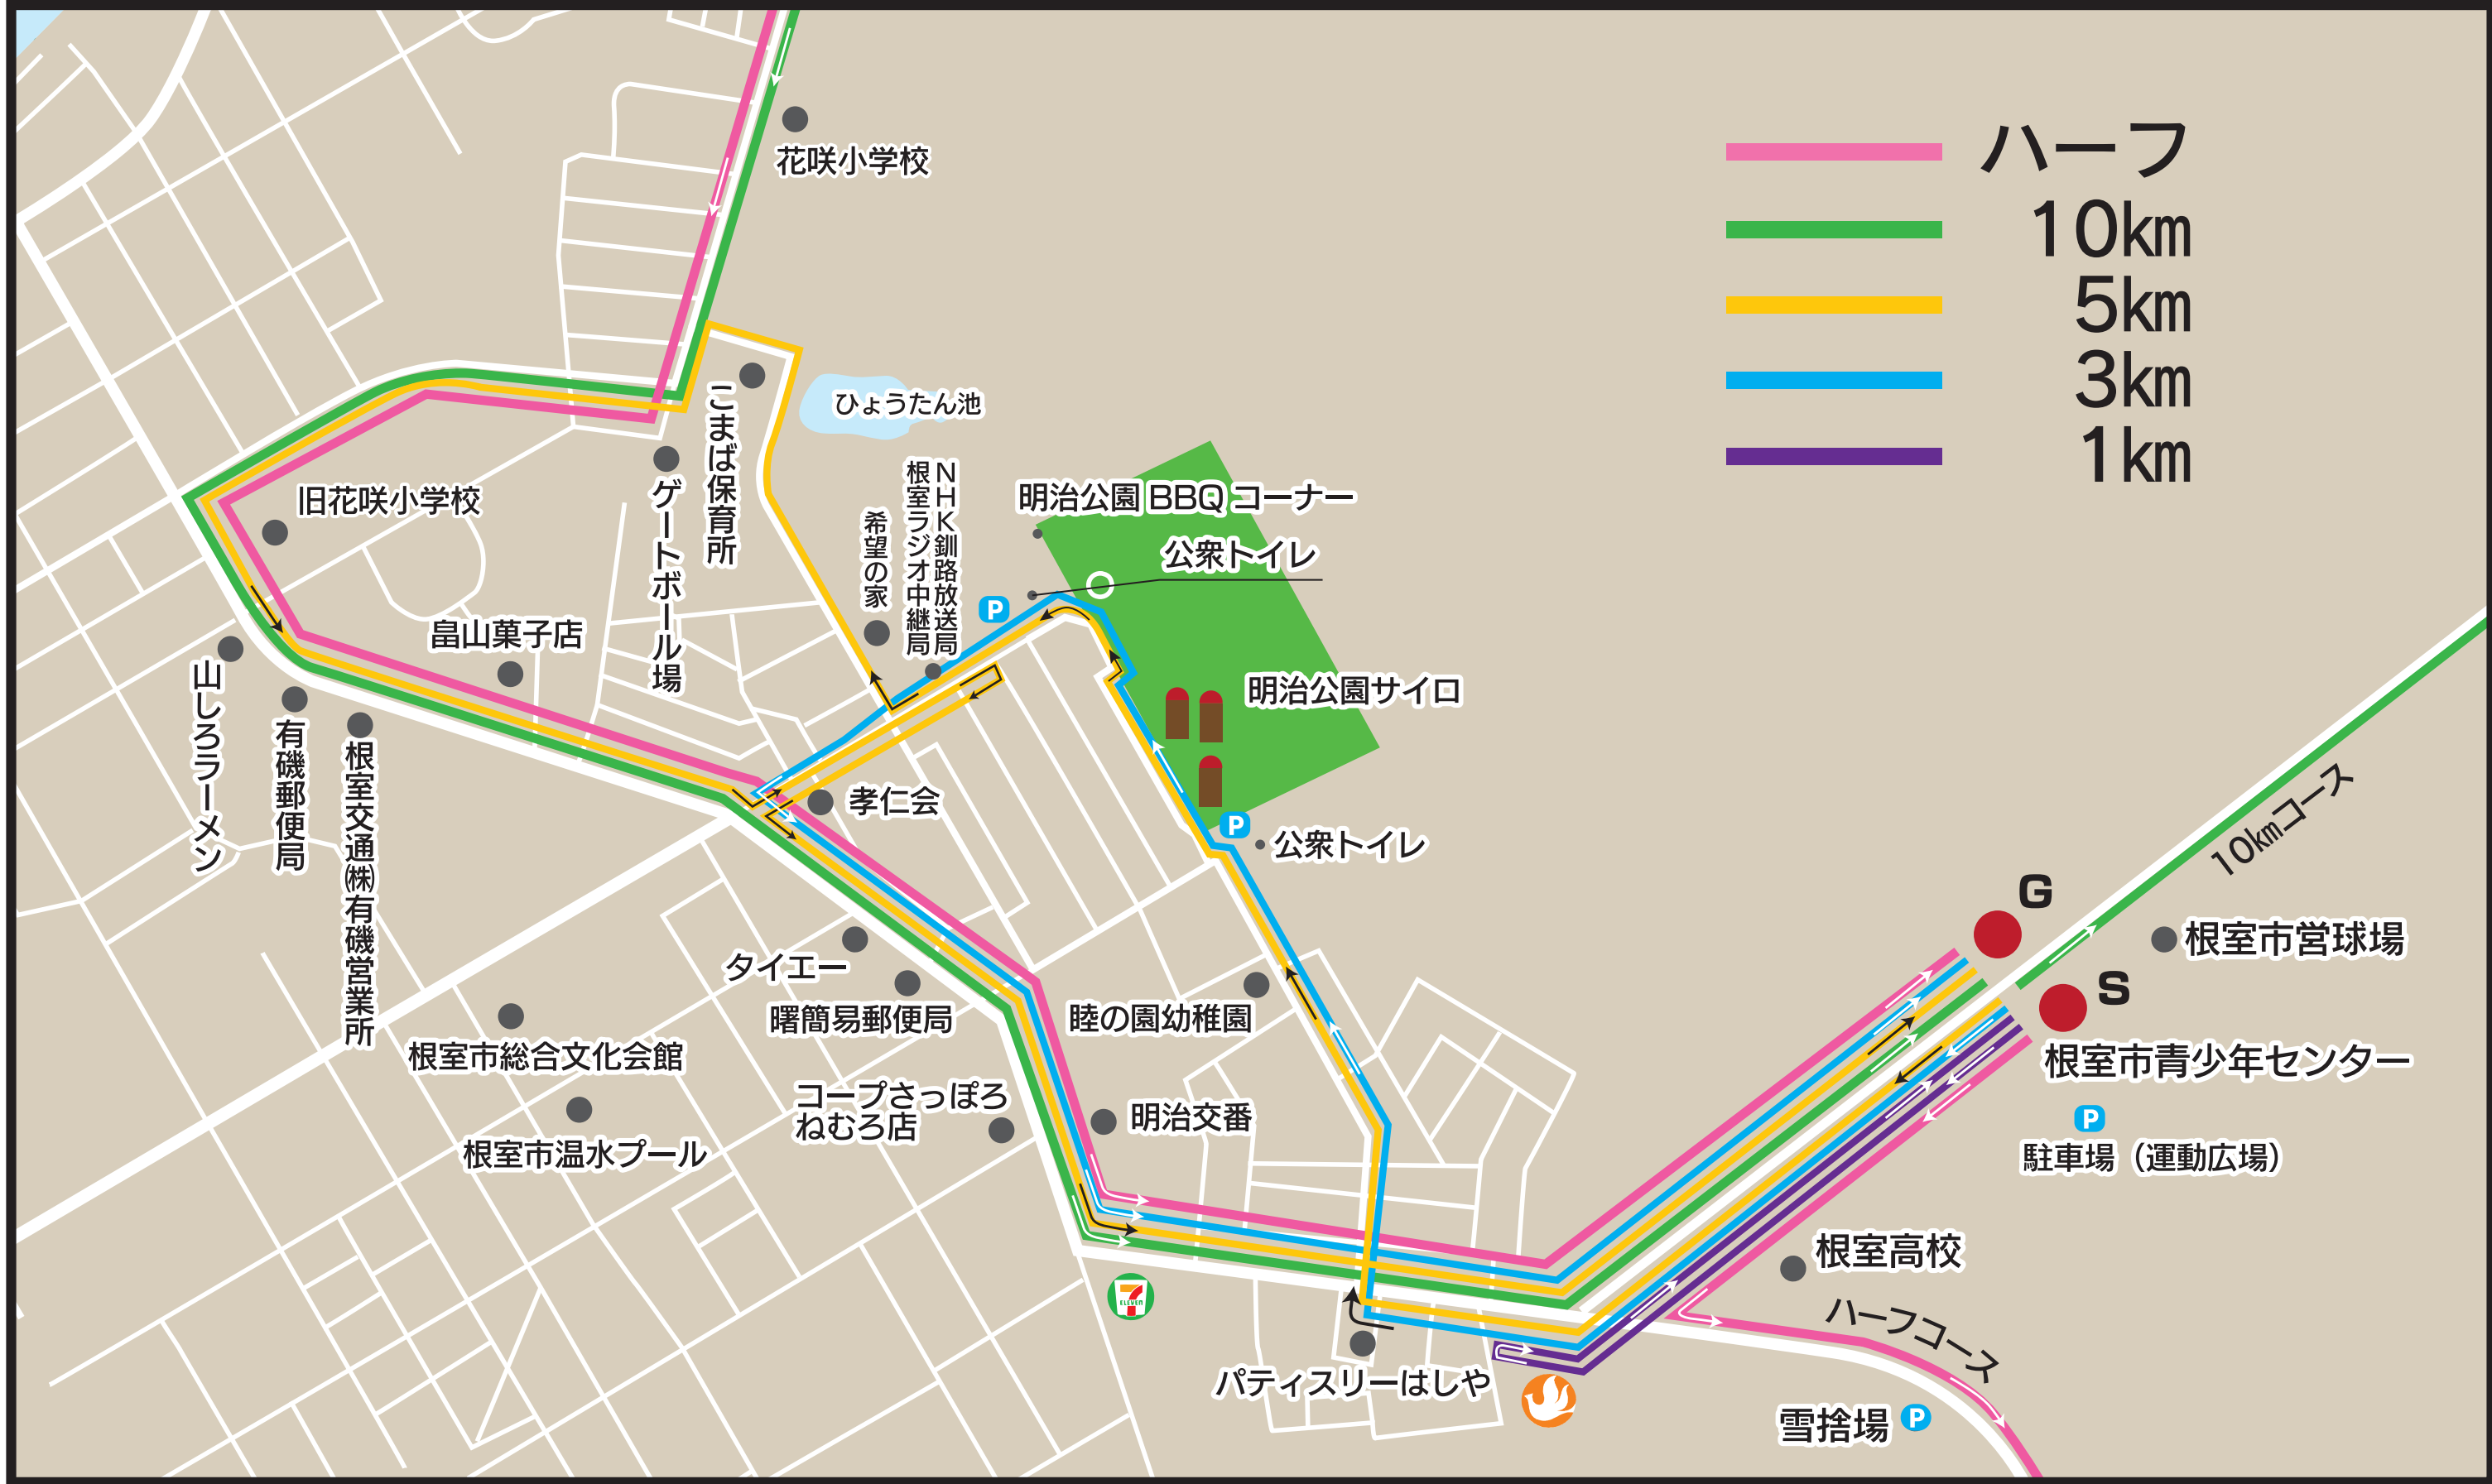 ハーフ
10km
5km
3km
1km
花咲小学校
ひょうたん池
こまば保育所
ゲートボール場
旧花咲小学校
NHK釧路放送局
根室ラジオ中継局
希望の家
明治公園BBQコーナー
公衆トイレ
P
畠山菓子店
明治公園サイロ
山しろラーメン
有磯郵便局
根室交通㈱有磯営業所
孝仁会
P
公衆トイレ
10kmコース
G
根室市営球場
S
タイエー
曙簡易郵便局
睦の園幼稚園
根室市総合文化会館
根室市青少年センター
コープさっぽろ
ねむろ店
明治交番
P
駐車場（運動広場）
根室市温水プール
根室高校
7
ELEVEn
ハーフコース
パティスリーはしや
雪捨場
P